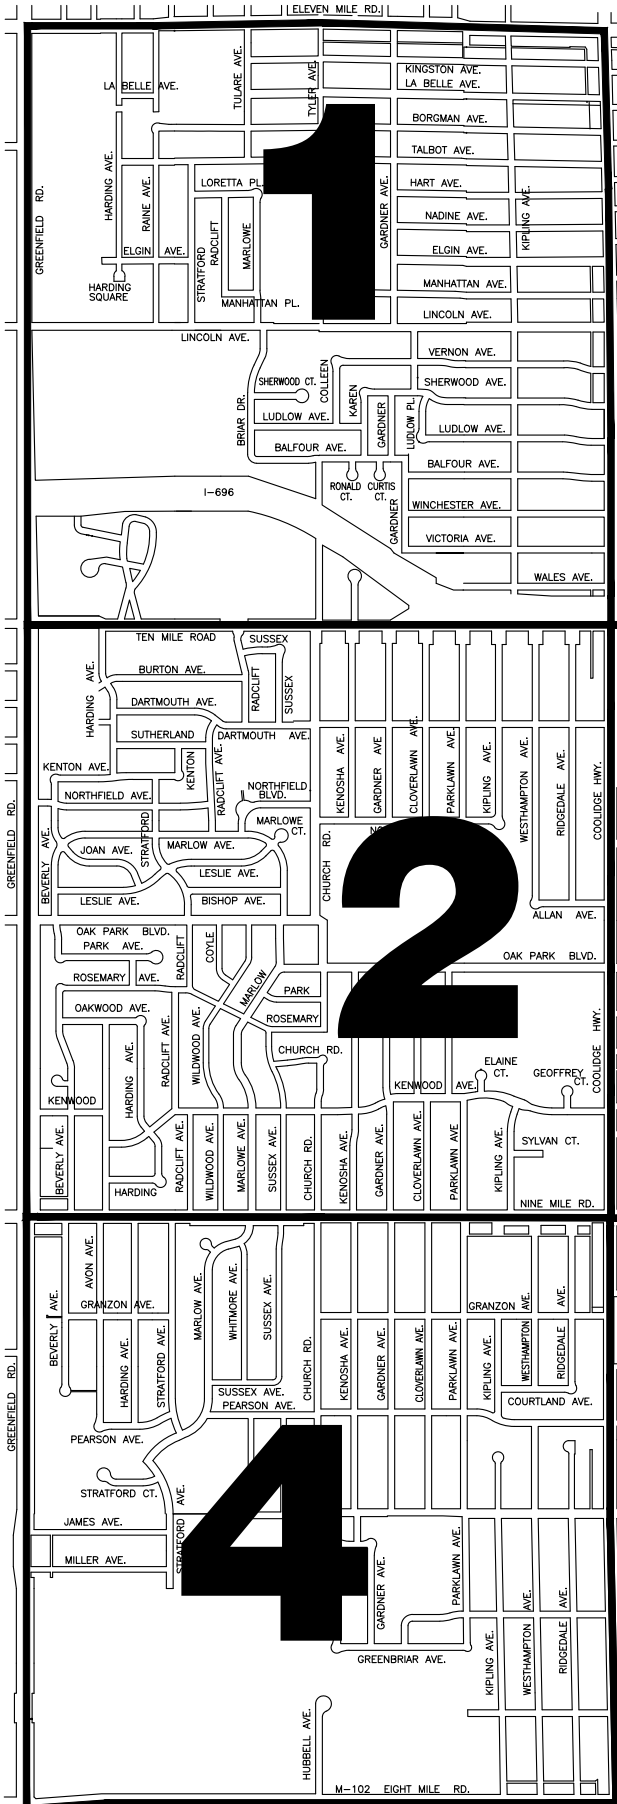 ELEVEN MILE RD.
KINGSTON AVE.
LA BELLE AVE.
LA BELLE AVE.
TULARE AVE.
TYLER AVE.
BORGMAN AVE.
TALBOT AVE.
HARDING AVE.
RAINE AVE.
LORETTA PL.
GARDNER AVE.
HART AVE.
GREENFIELD RD.
NADINE AVE.
KIPLING AVE.
STRATFORD
RADCLIFT
MARLOWE
ELGIN AVE.
ELGIN AVE.
1
HARDING
SQUARE
MANHATTAN AVE.
MANHATTAN PL.
LINCOLN AVE.
LINCOLN AVE.
VERNON AVE.
SHERWOOD CT.
COLLEEN
SHERWOOD AVE.
BRIAR DR.
KAREN
LUDLOW AVE.
GARDNER
LUDLOW PL.
LUDLOW AVE.
BALFOUR AVE.
BALFOUR AVE.
I-696
RONALD
CT.
CURTIS
CT.
GARDNER
WINCHESTER AVE.
VICTORIA AVE.
WALES AVE.
TEN MILE ROAD
SUSSEX
HARDING AVE.
BURTON AVE.
RADCLIFT
SUSSEX
DARTMOUTH AVE.
SUTHERLAND
DARTMOUTH AVE.
KENTON AVE.
KENTON
RADCLIFT AVE.
KENOSHA AVE.
GARDNER AVE
CLOVERLAWN AVE.
PARKLAWN AVE.
KIPLING AVE.
WESTHAMPTON AVE.
RIDGEDALE AVE.
COOLIDGE HWY.
NORTHFIELD AVE.
NORTHFIELD
BLVD.
GREENFIELD RD.
BEVERLY AVE.
JOAN AVE.
STRATFORD
MARLOW AVE.
MARLOWE
CT.
CHURCH RD.
NO
2
LESLIE AVE.
LESLIE AVE.
BISHOP AVE.
ALLAN AVE.
OAK PARK BLVD.
PARK AVE.
RADCLIFT
COYLE
OAK PARK BLVD.
ROSEMARY AVE.
MARLOW
PARK
OAKWOOD AVE.
ROSEMARY
HARDING AVE.
RADCLIFT AVE.
WILDWOOD AVE.
CHURCH RD.
COOLIDGE HWY.
ELAINE
CT.
GEOFFREY
CT.
KENWOOD
KENWOOD AVE.
BEVERLY AVE.
HARDING
RADCLIFT AVE.
WILDWOOD AVE.
MARLOWE AVE.
SUSSEX AVE.
CHURCH RD.
KENOSHA AVE.
GARDNER AVE.
CLOVERLAWN AVE.
PARKLAWN AVE
KIPLING AVE.
SYLVAN CT.
NINE MILE RD.
AVON AVE.
GRANZON AVE.
BEVERLY AVE.
MARLOW AVE.
WHITMORE AVE.
SUSSEX AVE.
GRANZON AVE.
HARDING AVE.
STRATFORD AVE.
CHURCH RD.
KENOSHA AVE.
GARDNER AVE.
CLOVERLAWN AVE.
PARKLAWN AVE.
KIPLING AVE.
WESTHAMPTON
RIDGEDALE AVE.
GREENFIELD RD.
SUSSEX AVE.
PEARSON AVE.
COURTLAND AVE.
PEARSON AVE.
4
STRATFORD CT.
STRATFORD AVE.
JAMES AVE.
MILLER AVE.
GARDNER AVE.
PARKLAWN AVE.
GREENBRIAR AVE.
KIPLING AVE.
WESTHAMPTON AVE.
RIDGEDALE AVE.
HUBBELL AVE.
M-102 EIGHT MILE RD.